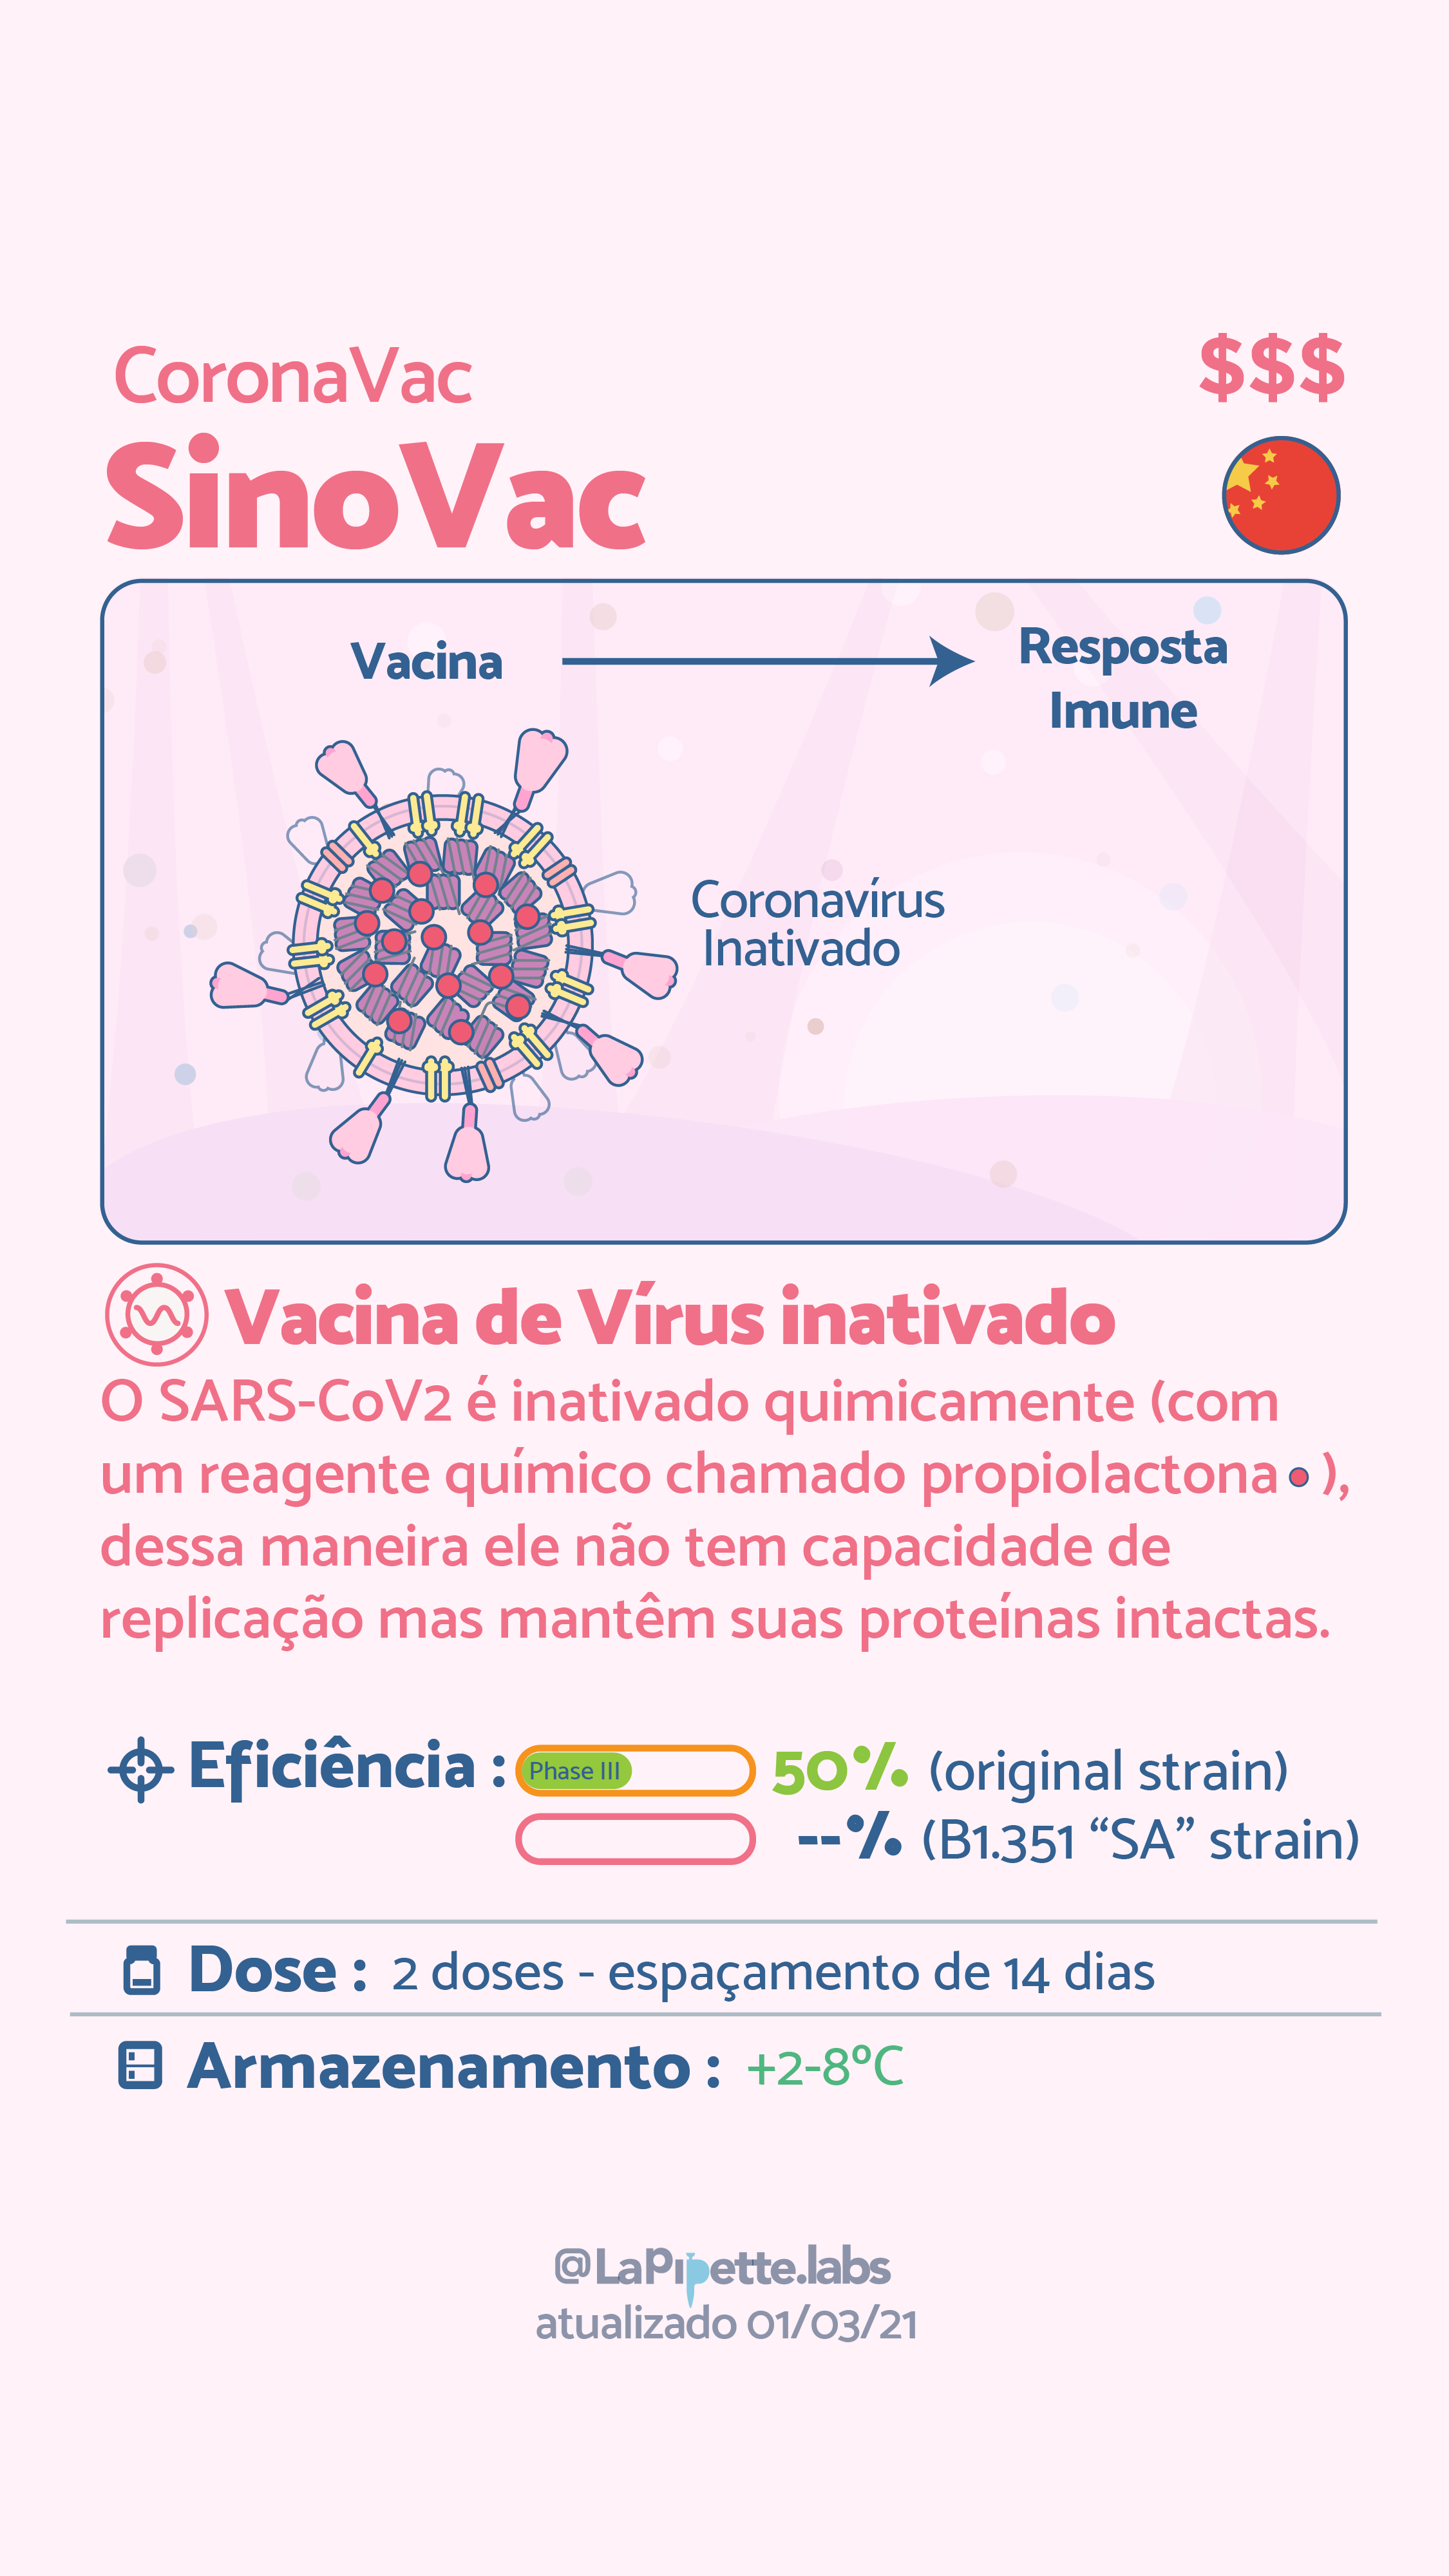 CoronaVac
$$$
SinoVac
Vacina
Resposta
Imune
Coronavírus
Inativado
Vacina de Vírus inativado
O SARS-CoV2 é inativado quimicamente (com
um reagente químico chamado propiolactona ),
dessa maneira ele não tem capacidade de
replicação mas mantêm suas proteínas intactas.
Eficiência : Phase III 50% (original strain)
--% (B1.351 “SA” strain)
Dose : 2 doses - espaçamento de 14 dias
Armazenamento : +2-8ºC
@LaPipette.labs
atualizado 01/03/21